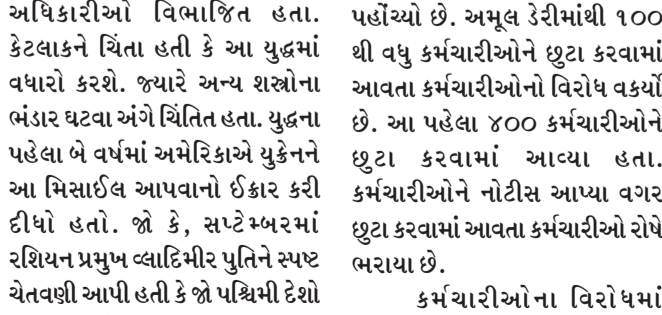 અધિકારીઓ વિભાજિત હતા.
કેટલાકને ચિંતા હતી કે આ યુદ્ધમાં
વધારો કરશે. જ્યારે અન્ય શસ્ત્રોના
ભંડાર ઘટવા અંગે ચિંતિત હતા. યુદ્ધના
પહેલા બે વર્ષમાં અમેરિકાએ યુક્રેનને
આ મિસાઈલ આપવાનો ઈક્રાર કરી
દીધો હતો. જો કે, સપ્ટેમ્બરમાં
રશિયન પ્રમુખ વ્લાદિમીર પુતિને સ્પષ્ટ
ચેતવણી આપી હતી કે જો પશ્ચિમી દેશો
પહોંચ્યો છે. અમૂલ ડેરીમાંથી ૧૦૦
થી વધુ કર્મચારીઓને છુટા કરવામાં
આવતા કર્મચારીઓનો વિરોધ વકર્યો
છે. આ પહેલા ૪૦૦ કર્મચારીઓને
છુટા કરવામાં આવ્યા હતા.
કર્મચારીઓને નોટીસ આપ્યા વગર
છુટા કરવામાં આવતા કર્મચારીઓ રોષે
ભરાયા છે.
કર્મચારીઓના વિરોધમાં